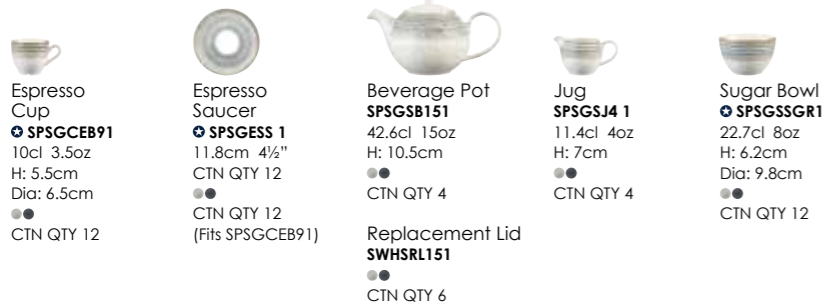 Espresso
Cup
✪ SPSGCEB91
10cl 3.5oz
H: 5.5cm
Dia: 6.5cm
CTN QTY 12
Espresso
Saucer
✪ SPSGESS 1
11.8cm 4½”
CTN QTY 12
CTN QTY 12
(Fits SPSGCEB91)
Beverage Pot
SPSGSB151
42.6cl 15oz
H: 10.5cm
CTN QTY 4
Replacement Lid
SWHSRL151
CTN QTY 6
Jug
SPSGSJ4 1
11.4cl 4oz
H: 7cm
CTN QTY 4
Sugar Bowl
✪ SPSGSSGR1
22.7cl 8oz
H: 6.2cm
Dia: 9.8cm
CTN QTY 12